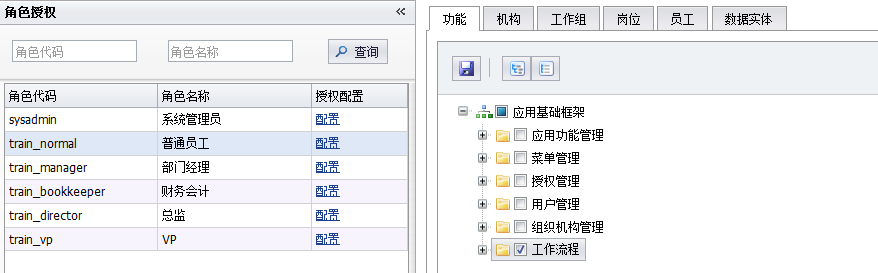 角色授权
角色代码 角色名称 查询
角色代码 角色名称 授权配置
sysadmin 系统管理员 配置
train_normal 普通员工 配置
train_manager 部门经理 配置
train_bookkeeper 财务会计 配置
train_director 总监 配置
train_vp VP 配置
功能 机构 工作组 岗位 员工 数据实体
应用基础框架
应用功能管理
菜单管理
授权管理
用户管理
组织机构管理
工作流程